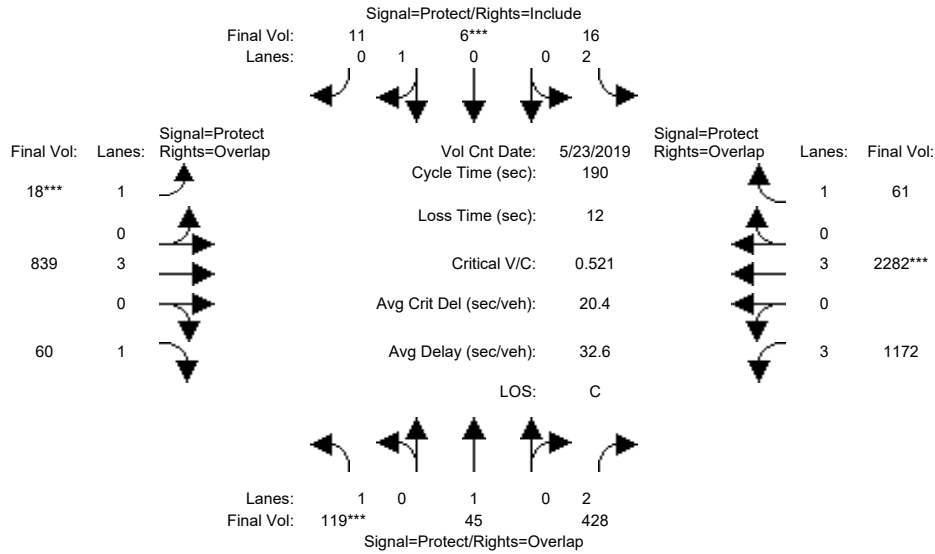 Signal=Protect/Rights=Include
Final Vol: 11 6*** 16
Lanes: 0 1 0 0 2
Signal=Protect Signal=Protect
Final Vol: Lanes: Rights=Overlap Vol Cnt Date: 5/23/2019 Rights=Overlap Lanes: Final Vol:
Cycle Time (sec): 190
18*** 1 1 61
Loss Time (sec): 12
0 0
839 3 Critical V/C: 0.521 3 2282***
0 Avg Crit Del (sec/veh): 20.4 0
60 1 Avg Delay (sec/veh): 32.6 3 1172
LOS: C
Lanes: 1 0 1 0 2
Final Vol: 119*** 45 428
Signal=Protect/Rights=Overlap